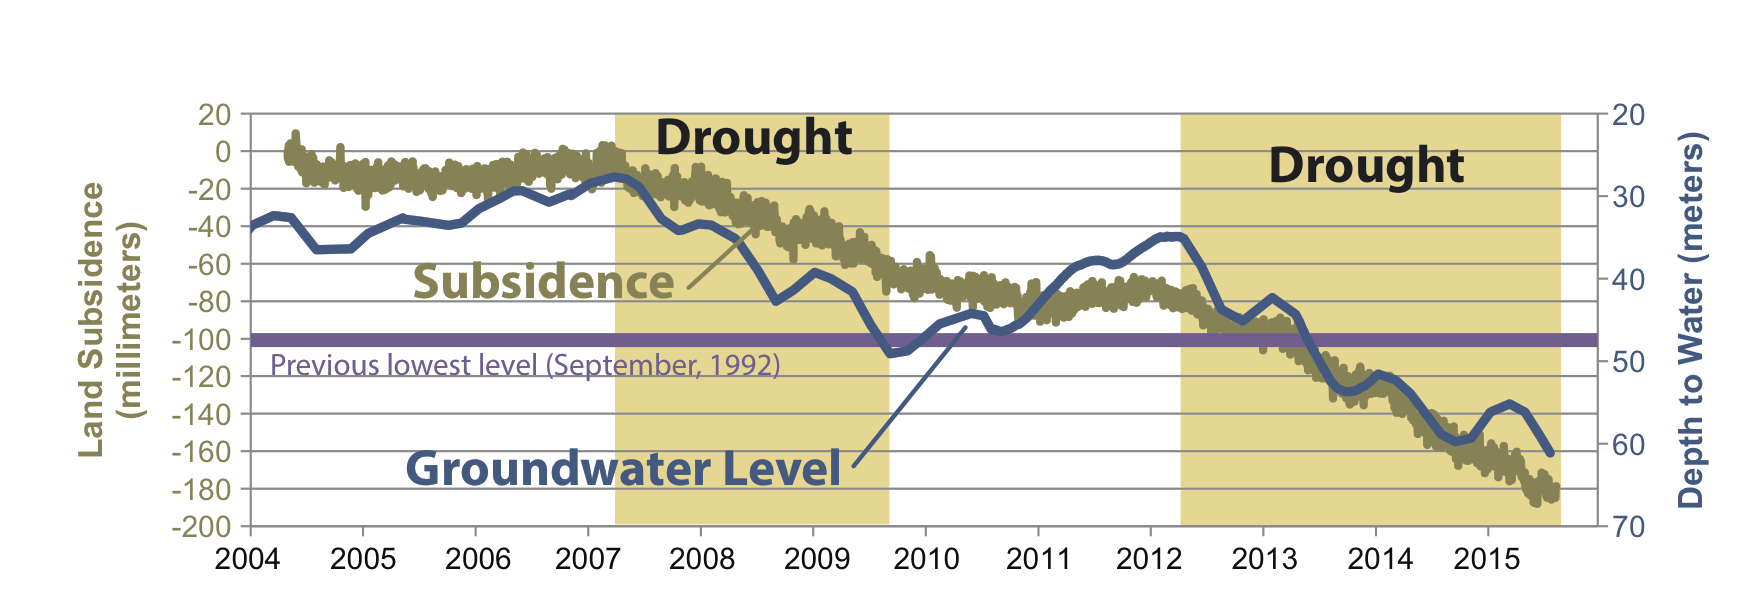 Drought
Drought
Land Subsidence
(millimeters)
20
0
-20
-40
-60
-80
-100
-120
-140
-160
-180
-200
Subsidence
Previous lowest level (September, 1992)
Groundwater Level
20
30
40
50
60
70
Depth to Water (meters)
2004 2005 2006 2007 2008 2009 2010 2011 2012 2013 2014 2015